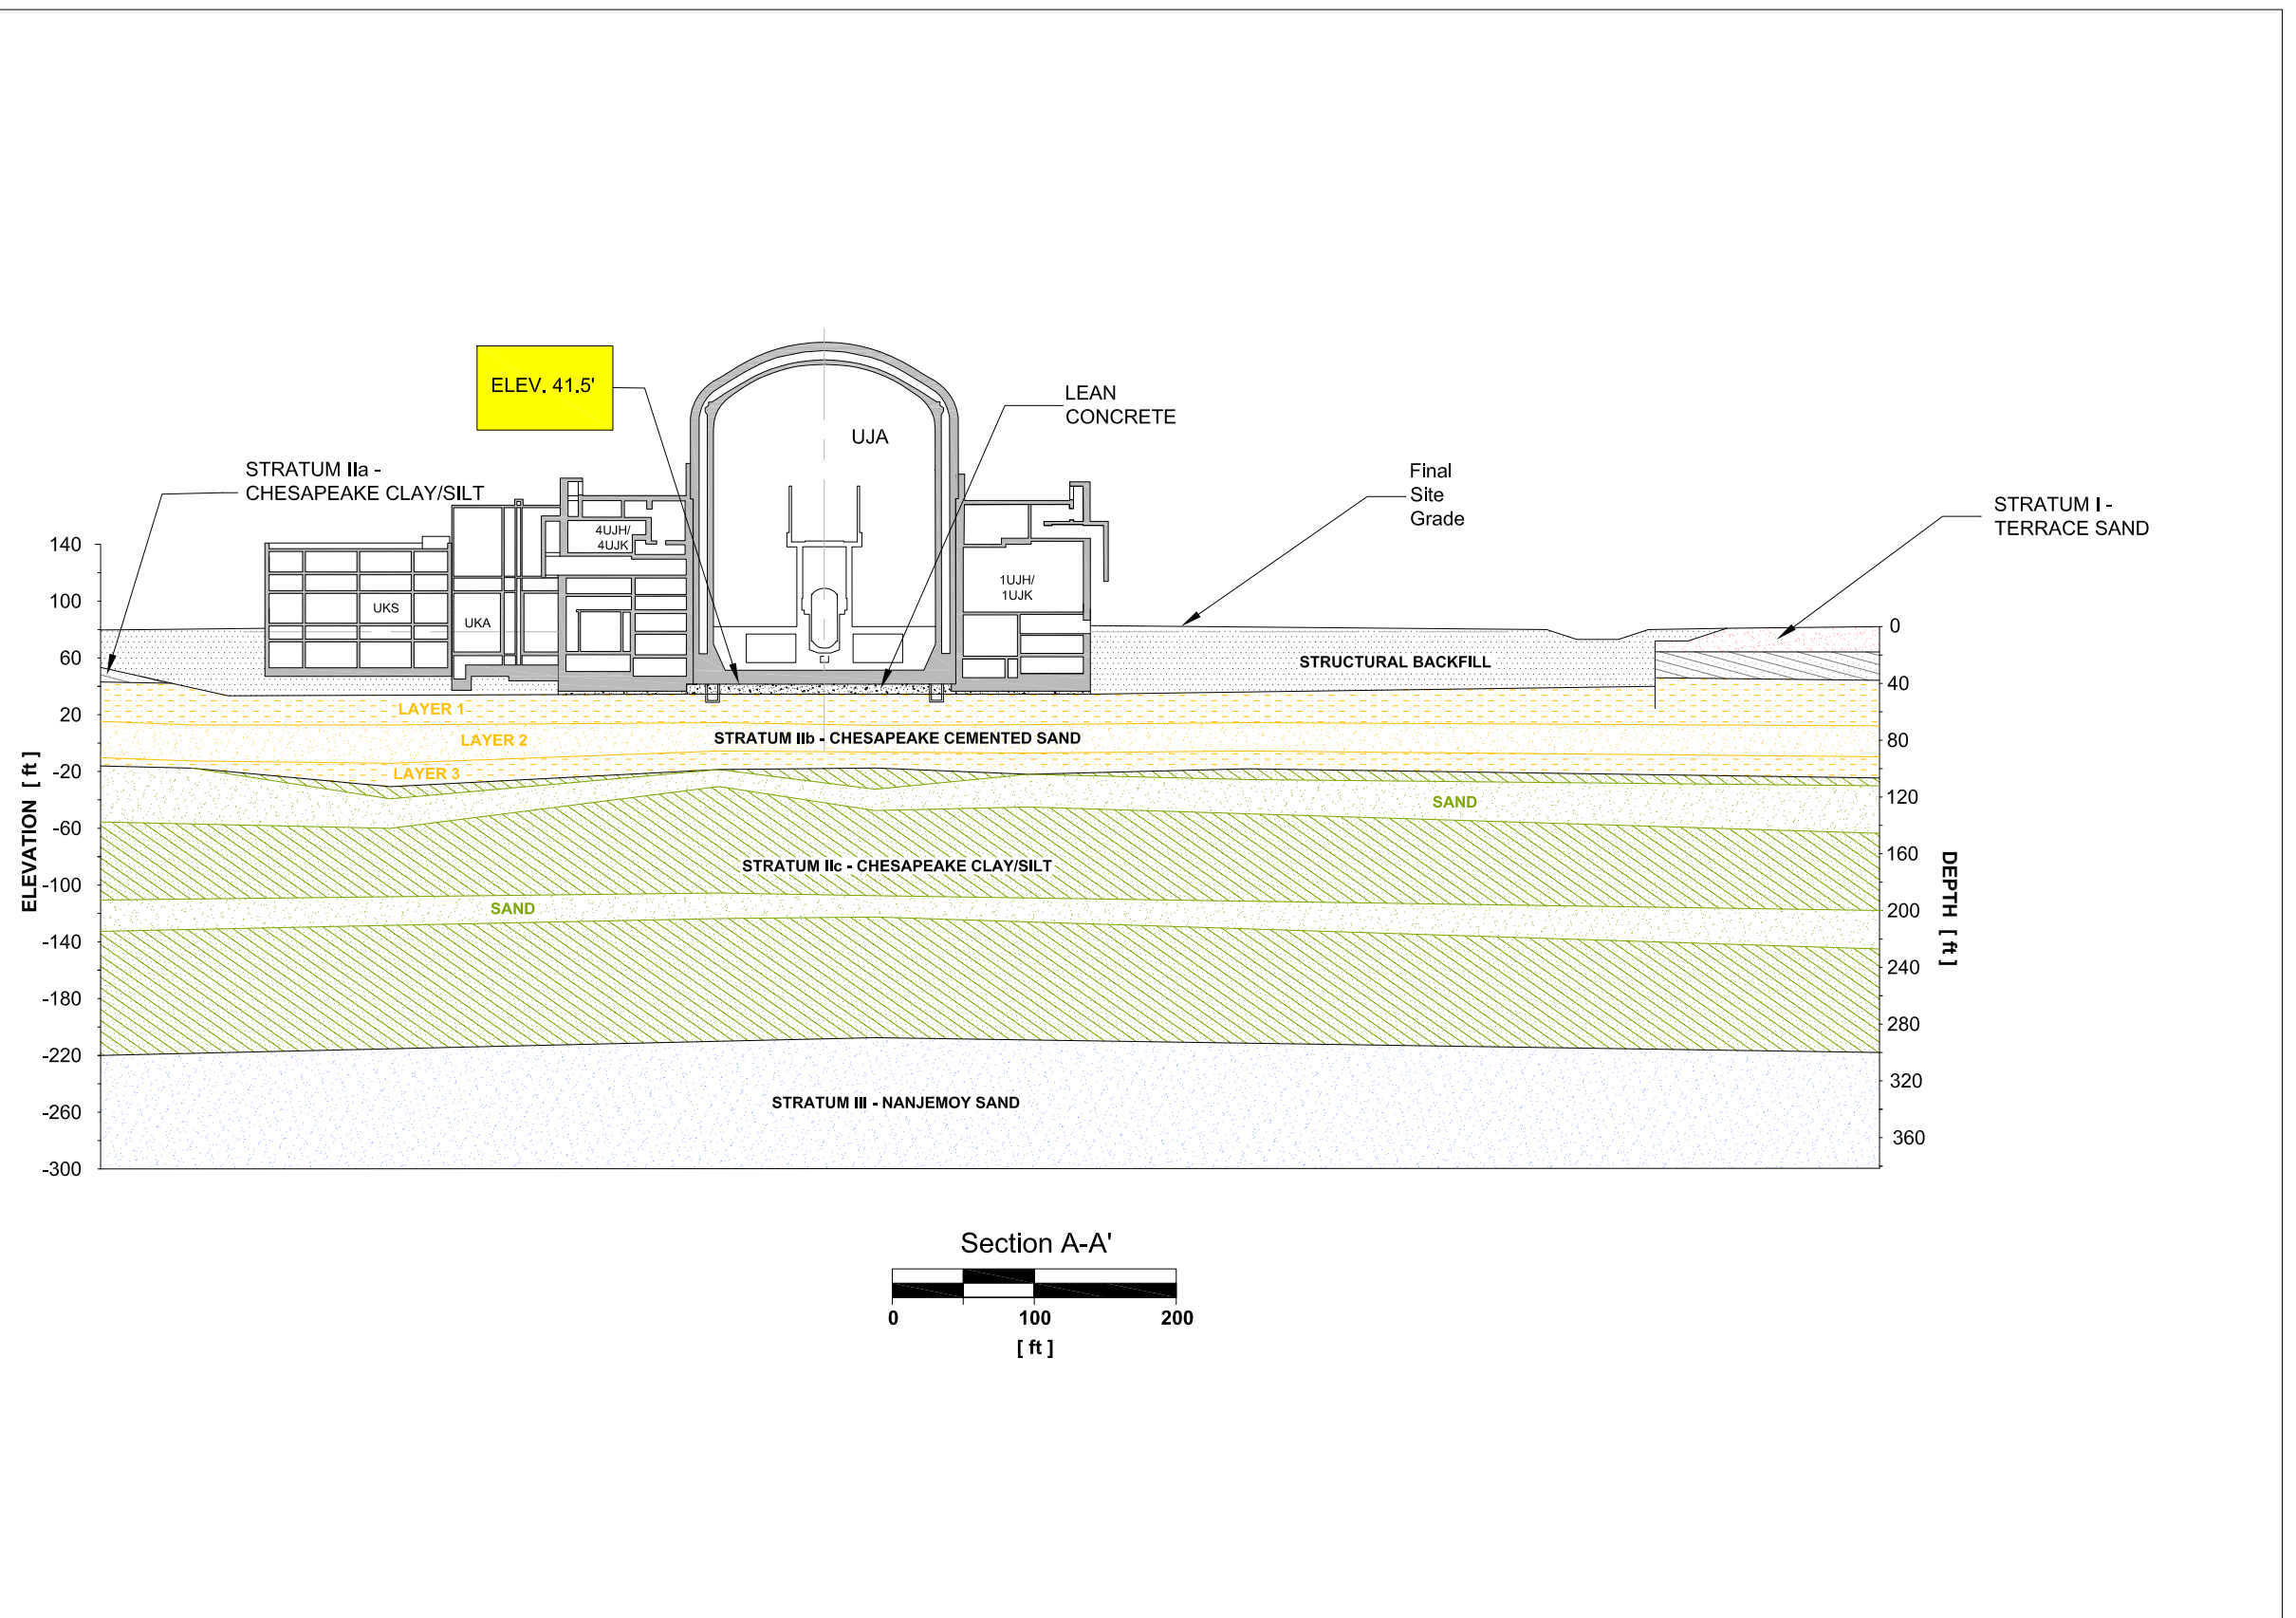 ELEV. 41.5'
LEAN
CONCRETE
UJA
STRATUM IIa -
CHESAPEAKE CLAY/SILT
Final
Site
Grade
STRATUM I -
TERRACE SAND
4UJH/
4UJK
1UJH/
1UJK
UKS
UKA
STRUCTURAL BACKFILL
LAYER 1
LAYER 2
STRATUM IIb - CHESAPEAKE CEMENTED SAND
LAYER 3
SAND
STRATUM IIc - CHESAPEAKE CLAY/SILT
SAND
STRATUM III - NANJEMOY SAND
ELEVATION [ ft ]
140
100
60
20
-20
-60
-100
-140
-180
-220
-260
-300
0
40
80
120
160
200
240
280
320
360
DEPTH [ ft ]
Section A-A'
0 100 200
[ ft ]